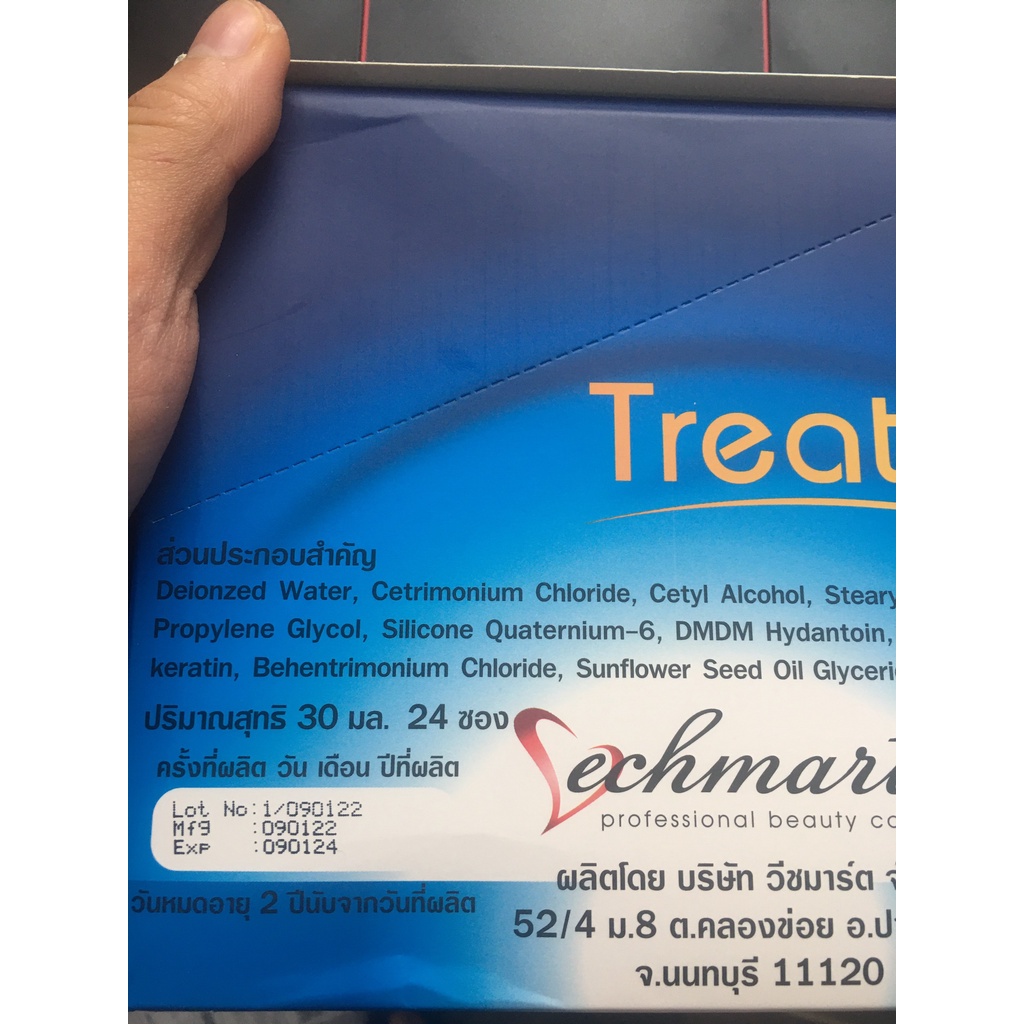 Treat
ส่วนประกอบสำคัญ
Deionzed Water, Cetrimonium Chloride, Cetyl Alcohol, Steary
Propylene Glycol, Silicone Quaternium-6, DMDM Hydantoin,
keratin, Behentrimonium Chloride, Sunflower Seed Oil Glyceri
ปริมาณสุทธิ 30 มล. 24 ซอง
Vechmart
professional beauty co
ครั้งที่ผลิต วัน เดือน ปีที่ผลิต
Lot No:1/090122
Mfg :090122
Exp :090124
วันหมดอายุ 2 ปีนับจากวันที่ผลิต
ผลิตโดย บริษัท วีชมาร์ต จ
52/4 ม.8 ต.คลองข่อย อ.ปา
จ.นนทบุรี 11120